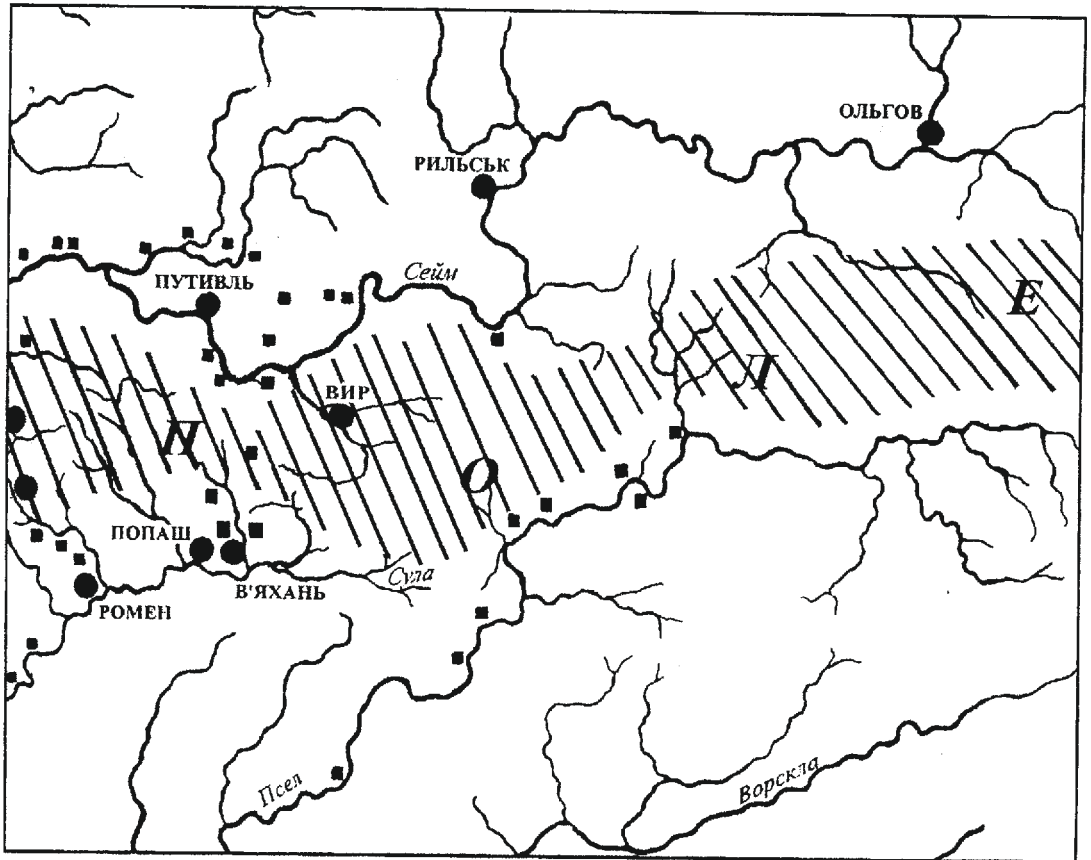 ОЛЬГОВ
РИЛЬСЬК
Сейм
ПУТИВЛЬ
Е
Л
ВИР
П
О
ПОПАШ
Сула
В'ЯХАНЬ
РОМЕН
Псел
Ворскла